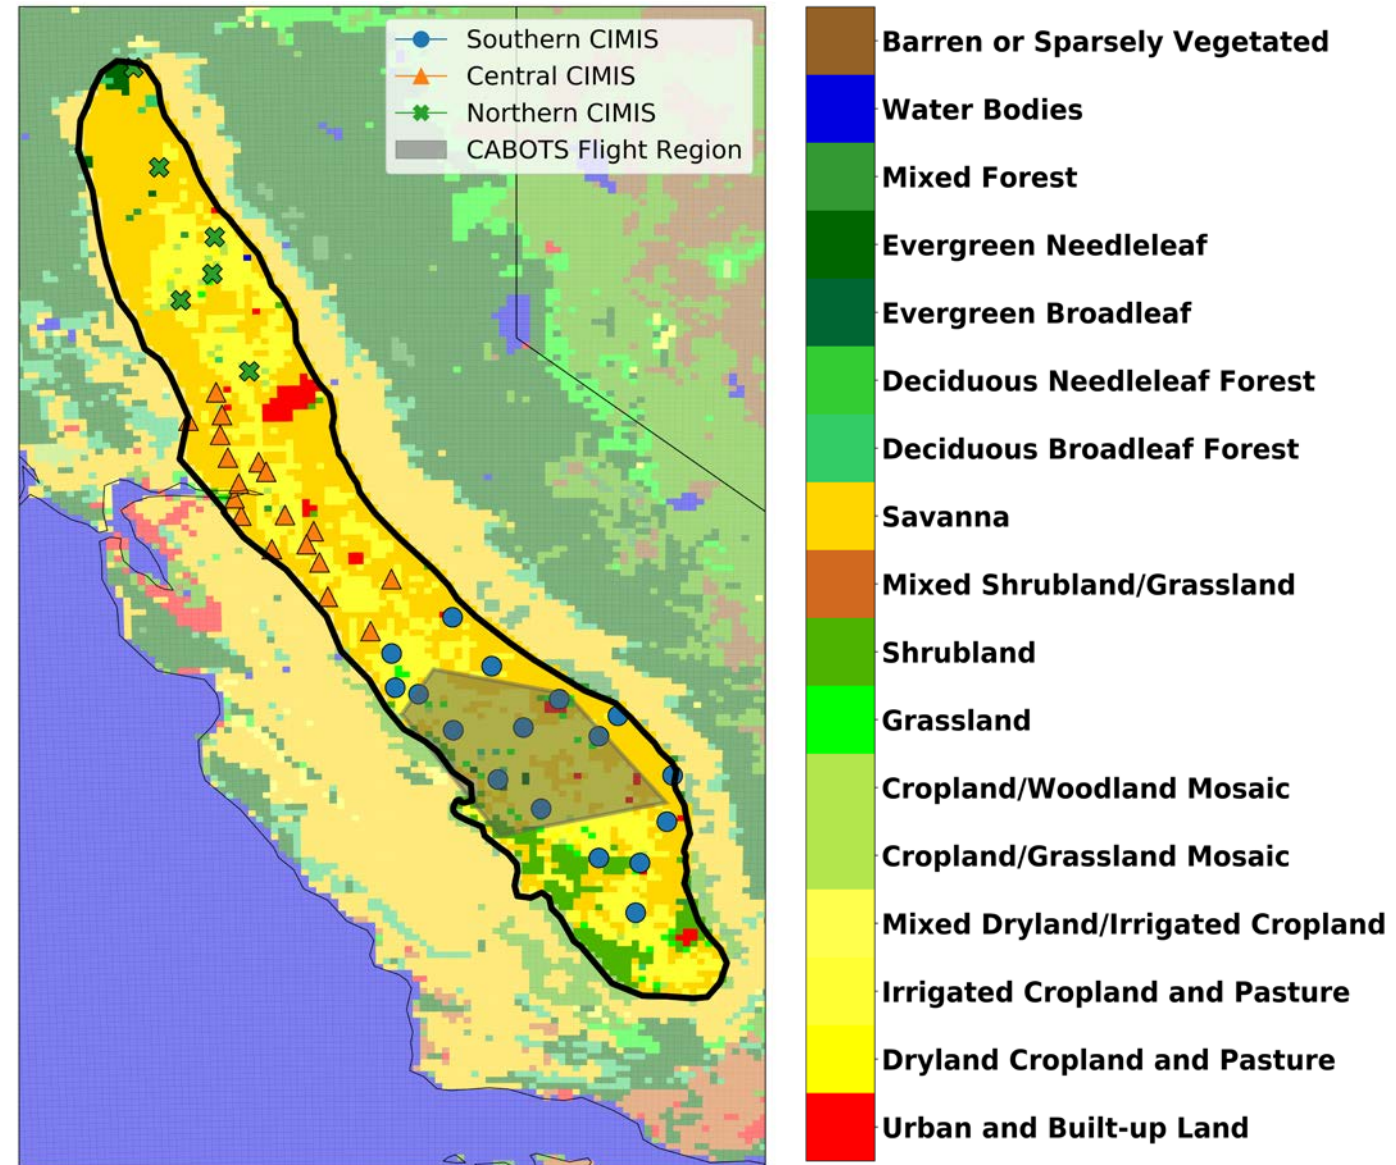 Southern CIMIS
Central CIMIS
Northern CIMIS
CABOTS Flight Region
Barren or Sparsely Vegetated
Water Bodies
Mixed Forest
Evergreen Needleleaf
Evergreen Broadleaf
Deciduous Needleleaf Forest
Deciduous Broadleaf Forest
Savanna
Mixed Shrubland/Grassland
Shrubland
Grassland
Cropland/Woodland Mosaic
Cropland/Grassland Mosaic
Mixed Dryland/Irrigated Cropland
Irrigated Cropland and Pasture
Dryland Cropland and Pasture
Urban and Built-up Land